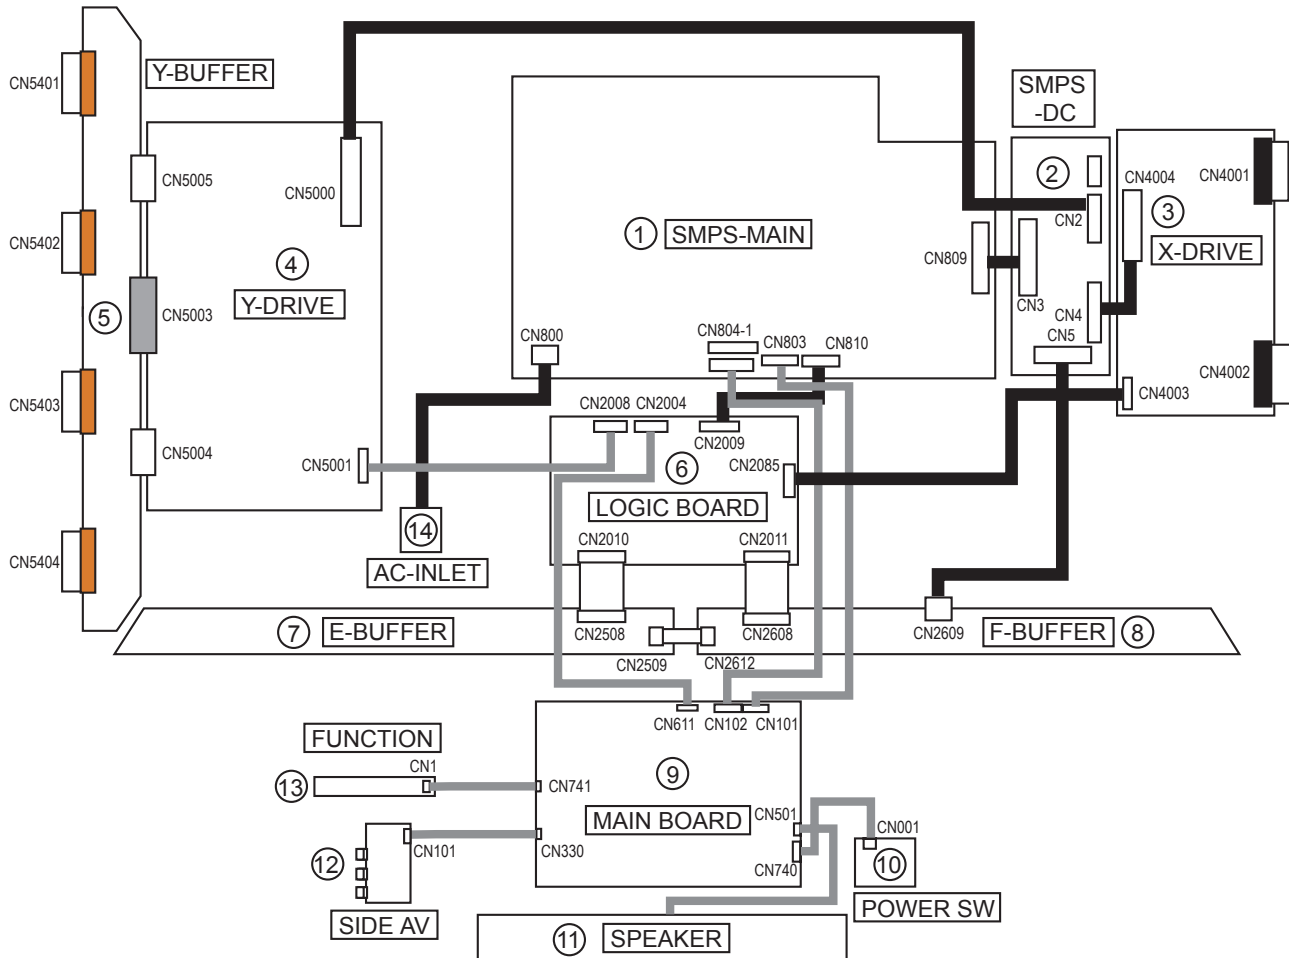 CN5401
Y-BUFFER
SMPS
-DC
CN5005
CN5000
2
CN4004
CN4001
CN5402
1
SMPS-MAIN
CN2
3
X-DRIVE
4
Y-DRIVE
CN809
CN3
CN4
5
CN5003
CN800
CN804-1
CN803
CN810
CN5
CN4002
CN5403
CN4003
CN2008
CN2004
CN2009
CN5004
CN5001
6
CN2085
LOGIC BOARD
14
AC-INLET
CN2010
CN2011
CN5404
7
E-BUFFER
CN2508
CN2608
CN2609
F-BUFFER
8
CN2509
CN2612
CN611
CN102
CN101
FUNCTION
CN1
13
CN741
9
MAIN BOARD
CN501
CN001
12
CN101
CN330
CN740
10
SIDE AV
POWER SW
11
SPEAKER